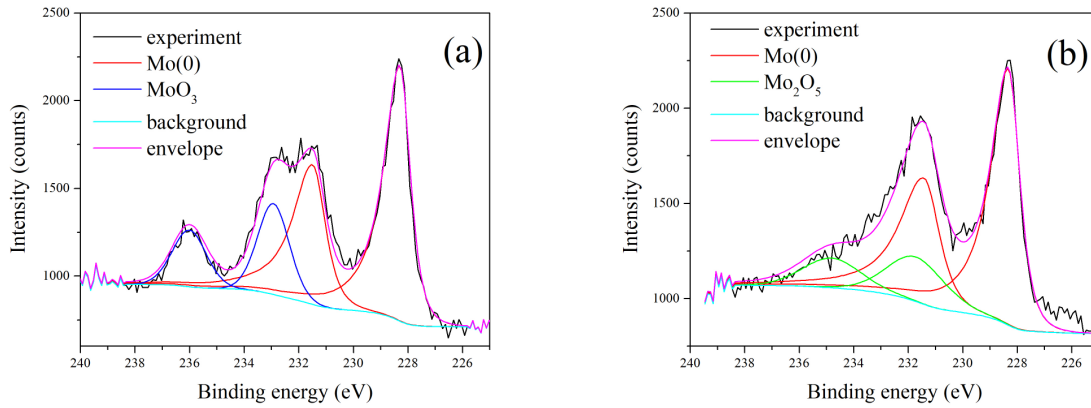 2500
2000
1500
1000
Intensity (counts)
experiment
Mo(0)
MoO₃
background
envelope
(a)
240 238 236 234 232 230 228 226
Binding energy (eV)
2500
2000
1500
1000
Intensity (counts)
experiment
Mo(0)
Mo₂O₅
background
envelope
(b)
240 238 236 234 232 230 228 226
Binding energy (eV)